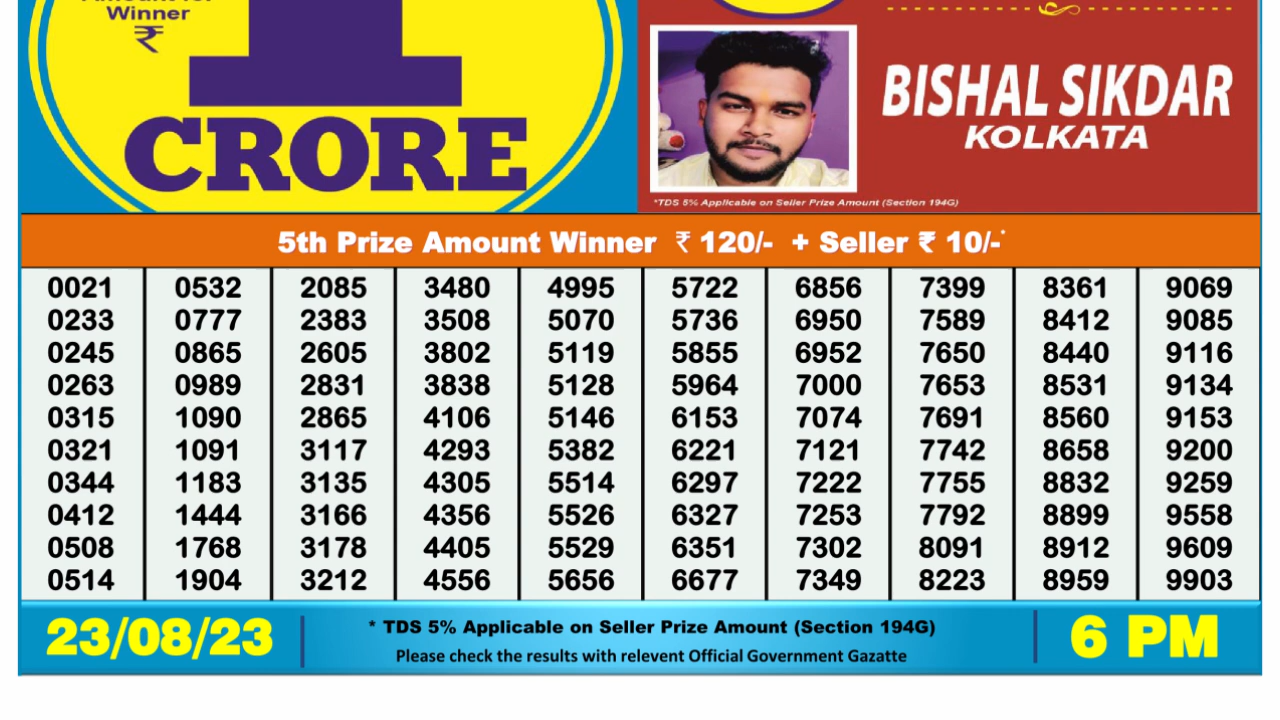 Winner
₹
1
CRORE
BISHAL SIKDAR
KOLKATA
*TDS 5% Applicable on Seller Prize Amount (Section 194G)
5th Prize Amount Winner ₹ 120/- + Seller ₹ 10/-*
0021 0532 2085 3480 4995 5722 6856 7399 8361 9069
0233 0777 2383 3508 5070 5736 6950 7589 8412 9085
0245 0865 2605 3802 5119 5855 6952 7650 8440 9116
0263 0989 2831 3838 5128 5964 7000 7653 8531 9134
0315 1090 2865 4106 5146 6153 7074 7691 8560 9153
0321 1091 3117 4293 5382 6221 7121 7742 8658 9200
0344 1183 3135 4305 5514 6297 7222 7755 8832 9259
0412 1444 3166 4356 5526 6327 7253 7792 8899 9558
0508 1768 3178 4405 5529 6351 7302 8091 8912 9609
0514 1904 3212 4556 5656 6677 7349 8223 8959 9903
23/08/23
* TDS 5% Applicable on Seller Prize Amount (Section 194G)
Please check the results with relevent Official Government Gazatte
6 PM